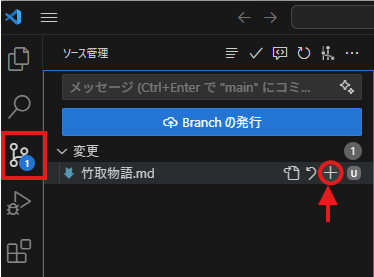 ソース管理
メッセージ (Ctrl+Enter で "main" にコミ...
Branch の発行
変更
1
竹取物語.md
U
1